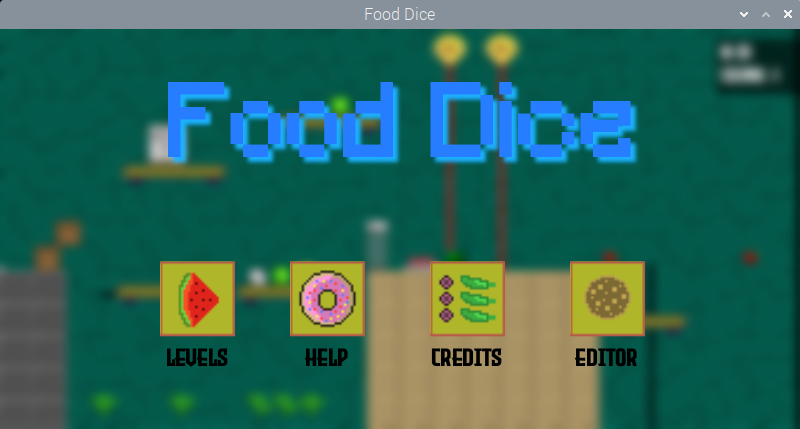 Food Dice
Food Dice
LEVELS
HELP
CREDITS
EDITOR